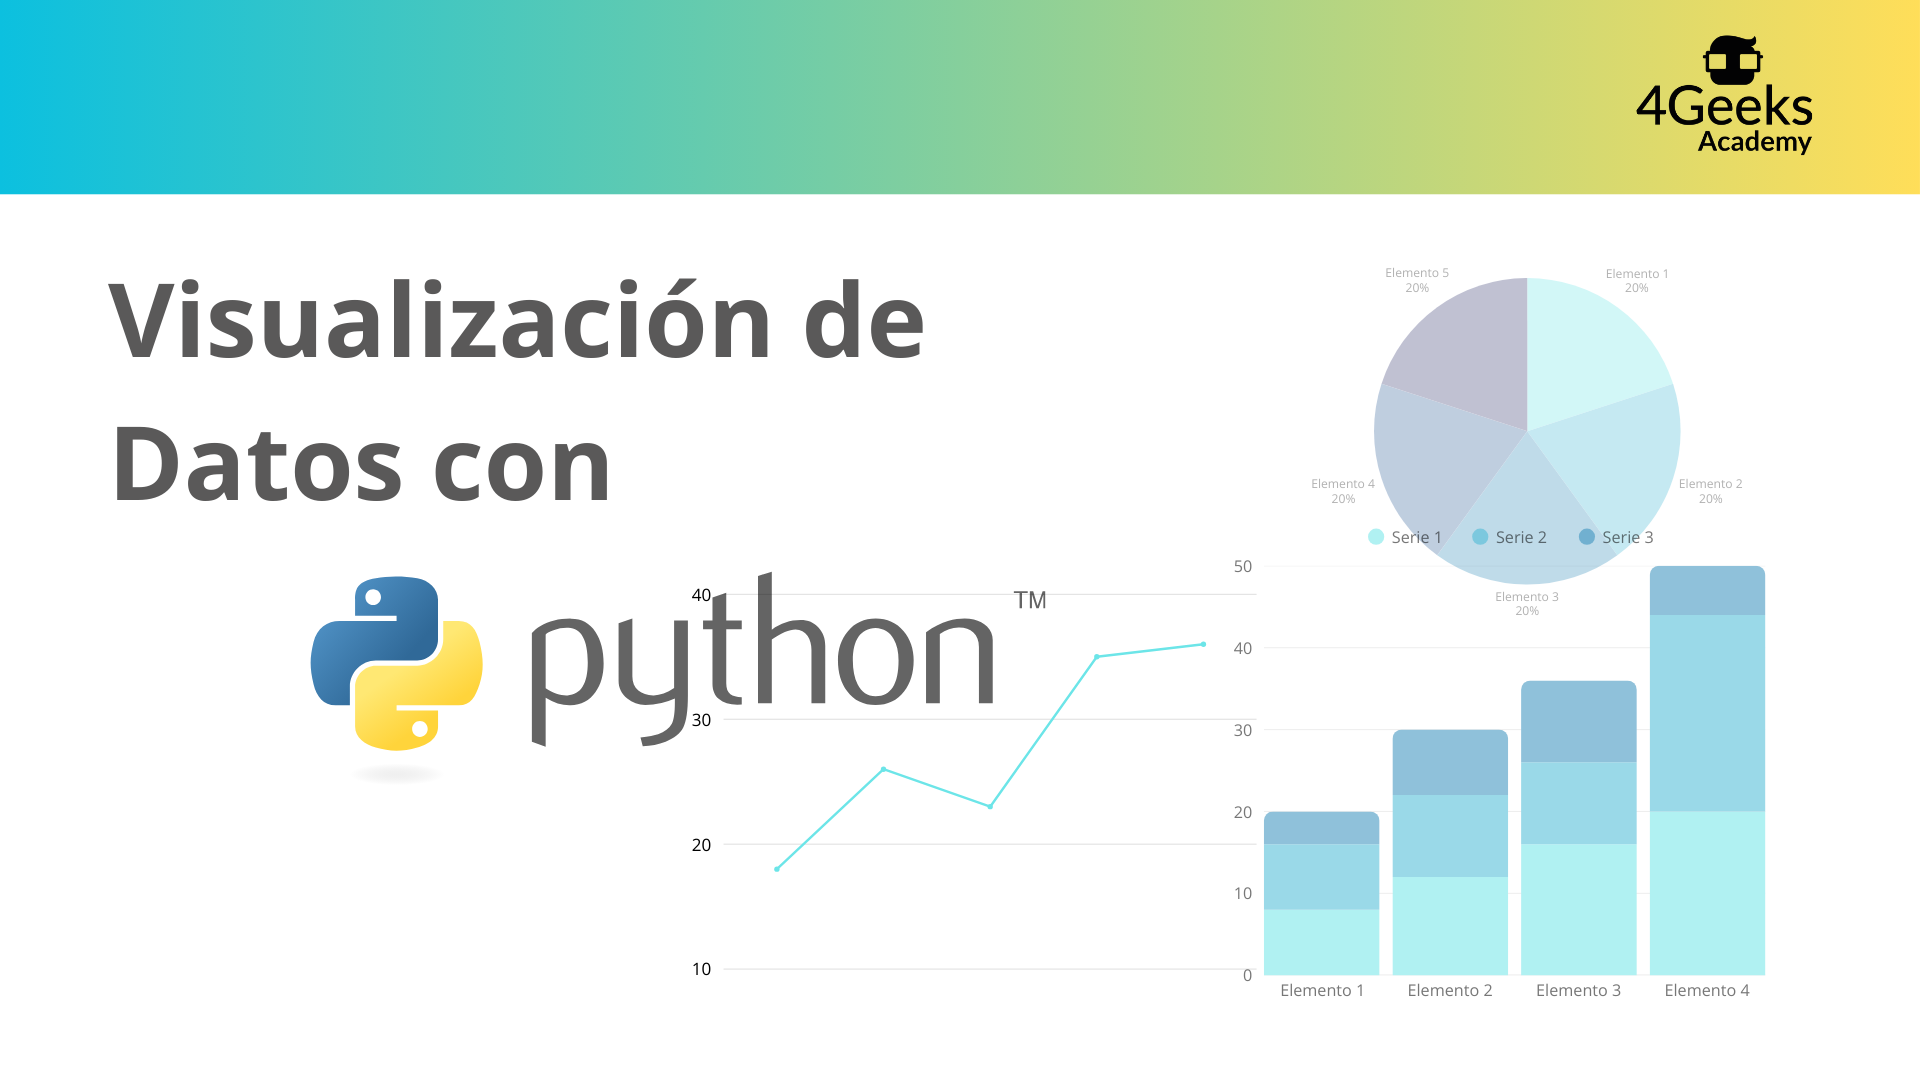 4Geeks
Academy
Visualización de
Datos con
python TM
Elemento 5
20%
Elemento 1
20%
Elemento 4
20%
Elemento 2
20%
Elemento 3
20%
Serie 1 Serie 2 Serie 3
40
30
20
10
50
40
30
20
10
0
Elemento 1 Elemento 2 Elemento 3 Elemento 4